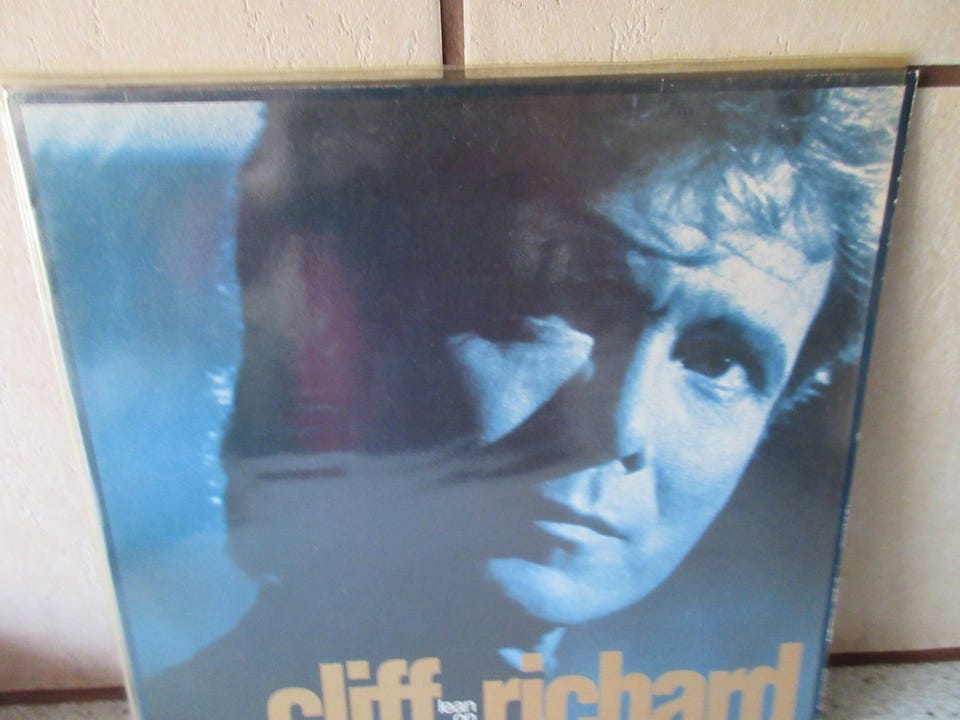 cliff richard
lean
on